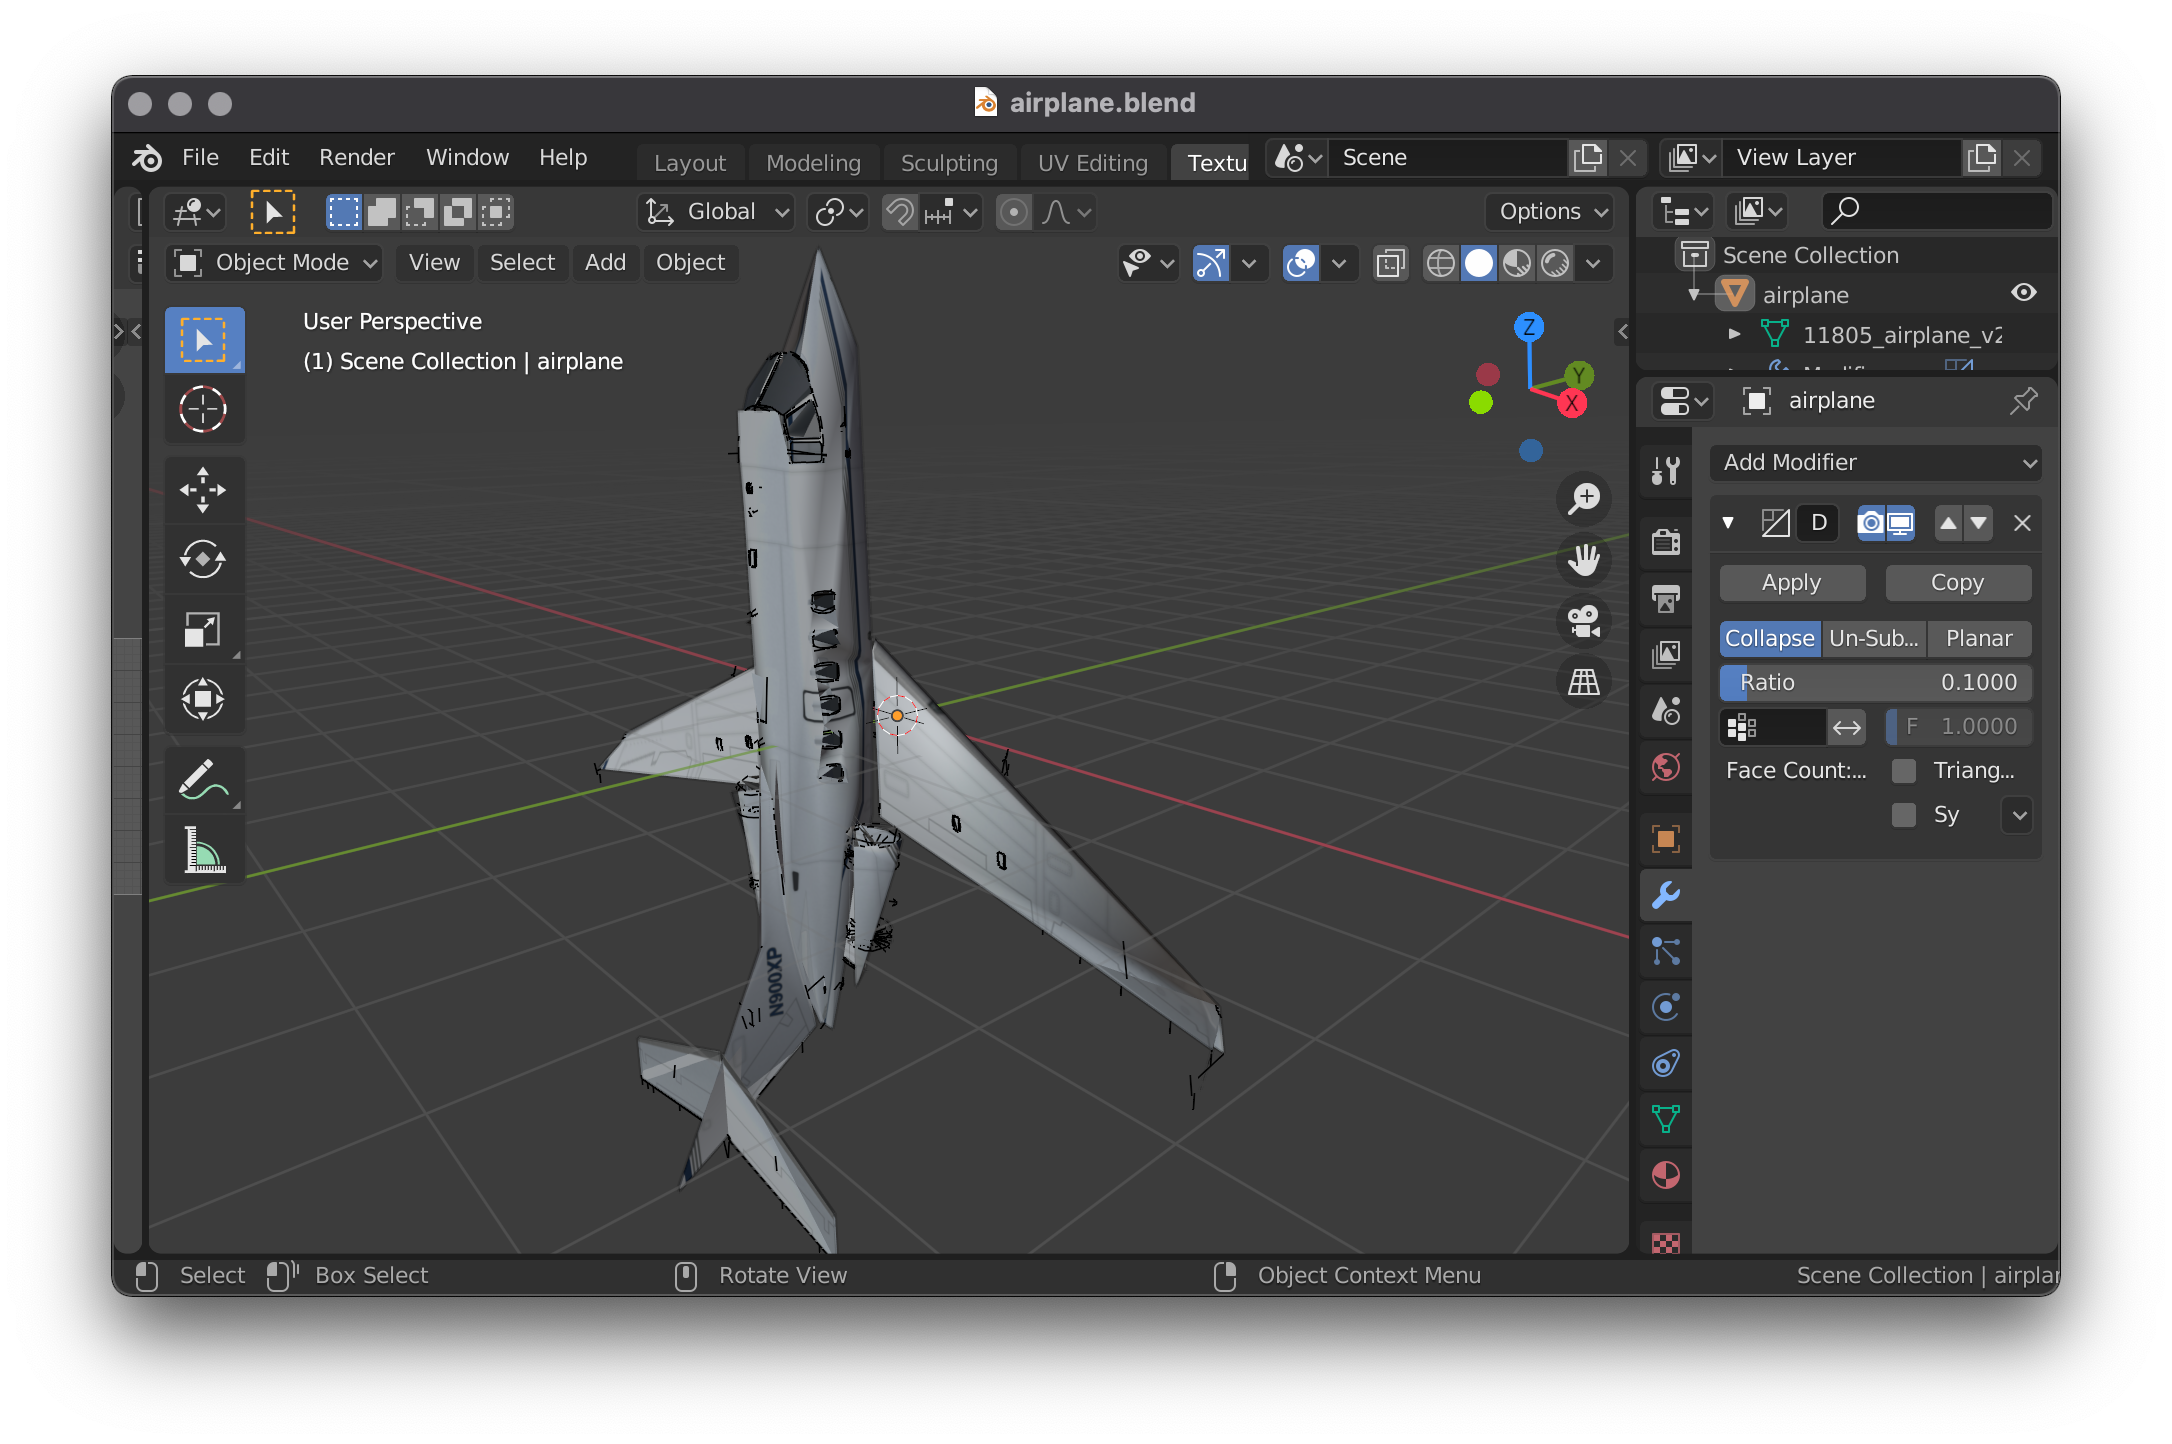 airplane.blend
File Edit Render Window Help Layout Modeling Sculpting UV Editing Textu Scene View Layer
Global Options
Object Mode View Select Add Object
Scene Collection
airplane
11805_airplane_v2
User Perspective
(1) Scene Collection | airplane
Z
Y
X
airplane
Add Modifier
D
Apply Copy
Collapse Un-Sub... Planar
Ratio 0.1000
F 1.0000
Face Count:... Triang...
Sy
N900XP
Select Box Select Rotate View Object Context Menu Scene Collection | airplan